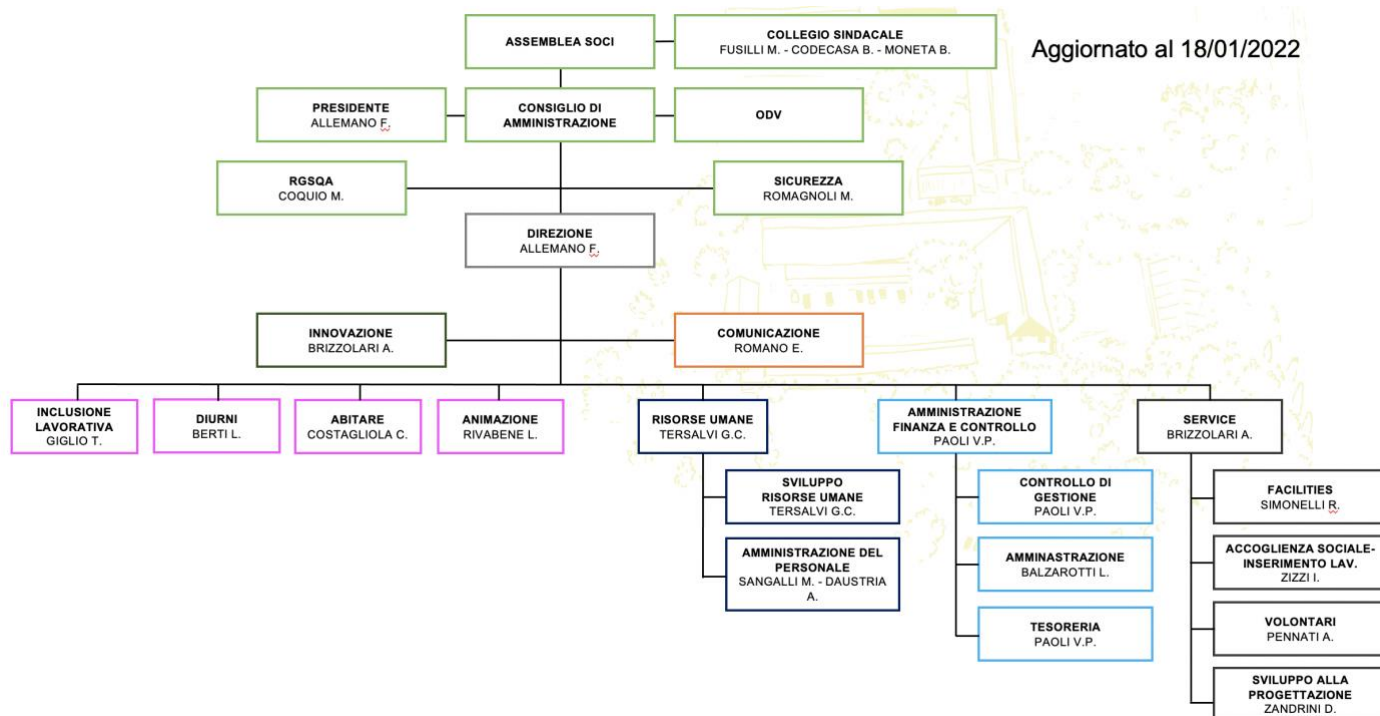 ASSEMBLEA SOCI
COLLEGIO SINDACALE
FUSILLI M. - CODECASA B. - MONETA B.
Aggiornato al 18/01/2022
PRESIDENTE
ALLEMANO F.
CONSIGLIO DI
AMMINISTRAZIONE
ODV
RGSQA
COQUIO M.
SICUREZZA
ROMAGNOLI M.
DIREZIONE
ALLEMANO F.
INNOVAZIONE
BRIZZOLARI A.
COMUNICAZIONE
ROMANO E.
INCLUSIONE
LAVORATIVA
GIGLIO T.
DIURNI
BERTI L.
ABITARE
COSTAGLIOLA C.
ANIMAZIONE
RIVABENE L.
RISORSE UMANE
TERSALVI G.C.
AMMINISTRAZIONE
FINANZA E CONTROLLO
PAOLI V.P.
SERVICE
BRIZZOLARI A.
SVILUPPO
RISORSE UMANE
TERSALVI G.C.
AMMINISTRAZIONE DEL
PERSONALE
SANGALLI M. - DAUSTRIA
A.
CONTROLLO DI
GESTIONE
PAOLI V.P.
AMMINASTRAZIONE
BALZAROTTI L.
TESORERIA
PAOLI V.P.
FACILITIES
SIMONELLI R.
ACCOGLIENZA SOCIALE-
INSERIMENTO LAV.
ZIZZI I.
VOLONTARI
PENNATI A.
SVILUPPO ALLA
PROGETTAZIONE
ZANDRINI D.